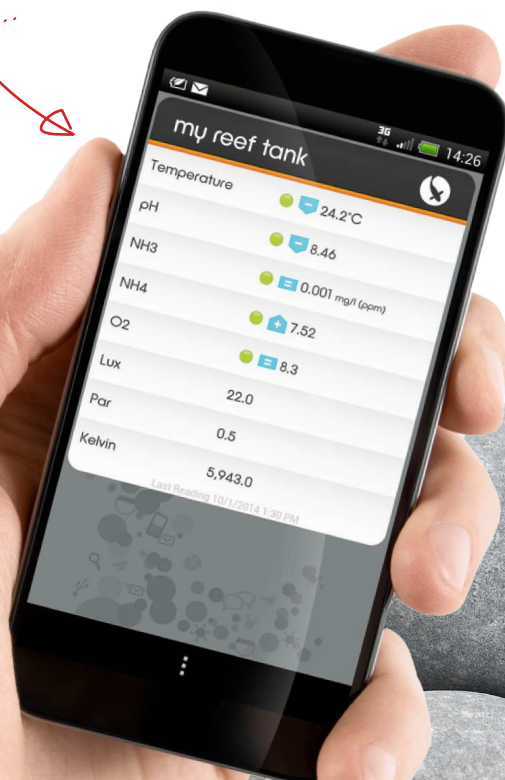 ...
3G 14:26
my reef tank
Temperature - 24.2°C
pH - 8.46
NH3 = 0.001 mg/l (ppm)
NH4 + 7.52
O2 = 8.3
Lux 22.0
Par 0.5
Kelvin 5,943.0
Last Reading 10/1/2014 1:30 PM